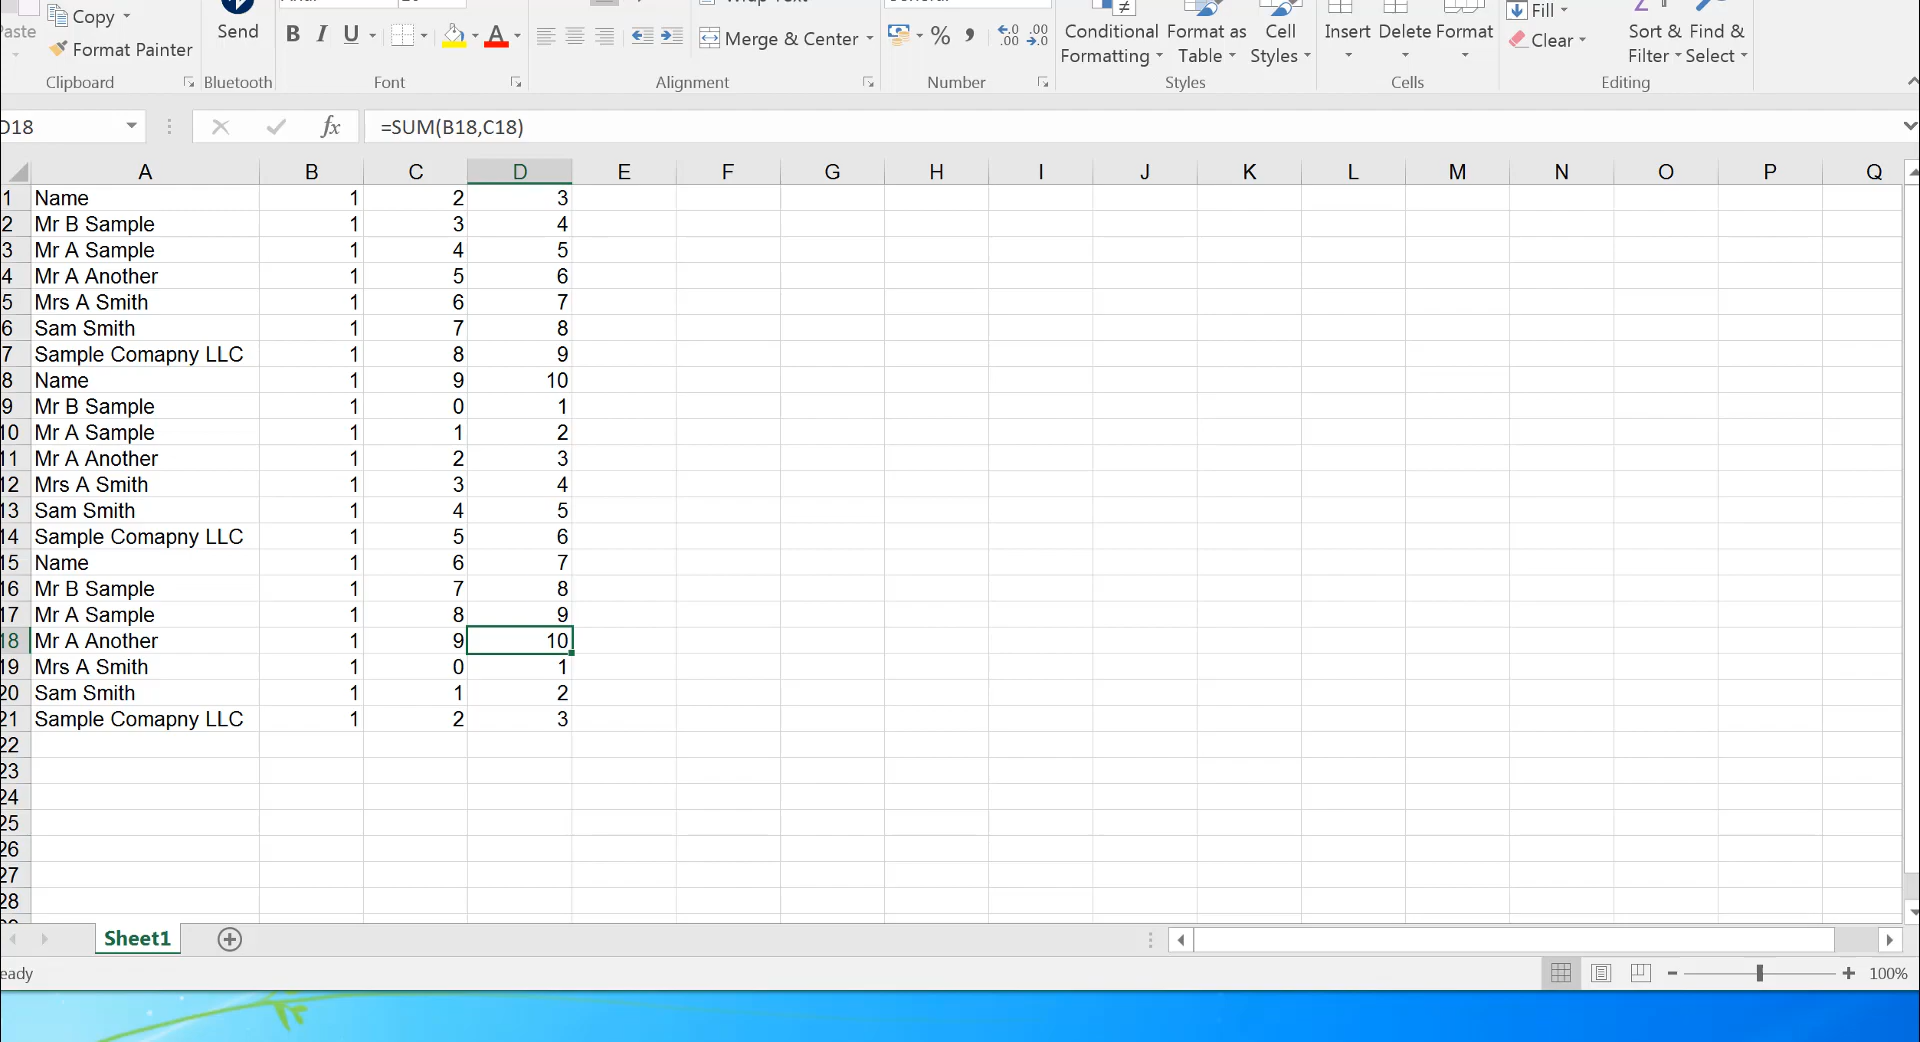 Copy
Format Painter
Clipboard
Send
Bluetooth
B I U A
Font
Merge & Center
Alignment
% ,
.00 .00
Number
Conditional Formatting
Format as Table
Cell Styles
Styles
Insert Delete Format
Cells
Fill
Clear
Sort & Filter
Find & Select
Editing
D18 fx =SUM(B18,C18)
A B C D E F G H I J K L M N O P Q
1 Name 1 2 3
2 Mr B Sample 1 3 4
3 Mr A Sample 1 4 5
4 Mr A Another 1 5 6
5 Mrs A Smith 1 6 7
6 Sam Smith 1 7 8
7 Sample Comapny LLC 1 8 9
8 Name 1 9 10
9 Mr B Sample 1 0 1
10 Mr A Sample 1 1 2
11 Mr A Another 1 2 3
12 Mrs A Smith 1 3 4
13 Sam Smith 1 4 5
14 Sample Comapny LLC 1 5 6
15 Name 1 6 7
16 Mr B Sample 1 7 8
17 Mr A Sample 1 8 9
18 Mr A Another 1 9 10
19 Mrs A Smith 1 0 1
20 Sam Smith 1 1 2
21 Sample Comapny LLC 1 2 3
22
23
24
25
26
27
28
Sheet1
eady 100%